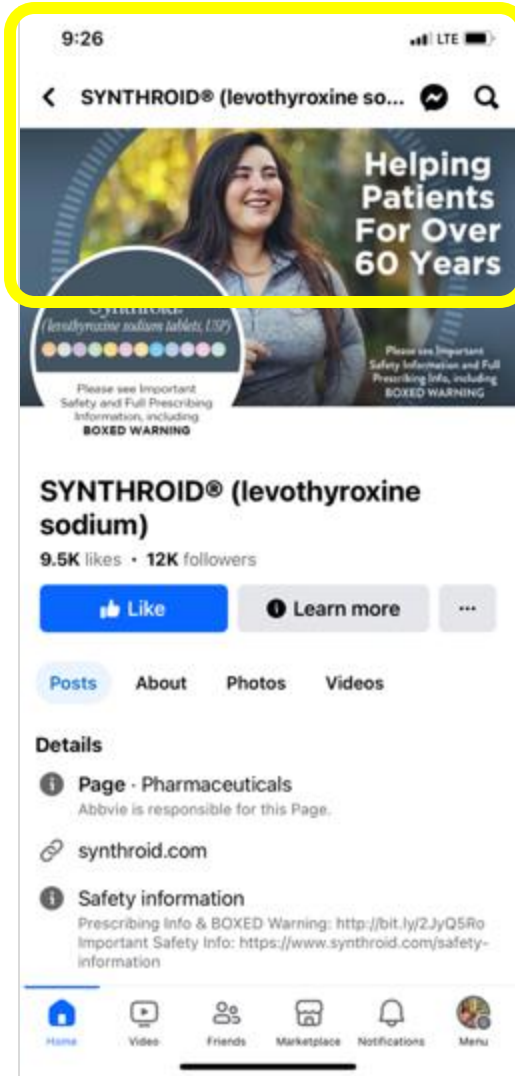 9:26
LTE
SYNTHROID® (levothyroxine so...
Helping
Patients
For Over
60 Years
Synthroid.
(levothyroxine sodium tablets, USP)
Please see Important
Safety and Full Prescribing
Information, including
BOXED WARNING
Please see Important
Safety Information and Full
Prescribing Info, including
BOXED WARNING
SYNTHROID® (levothyroxine
sodium)
9.5K likes • 12K followers
Like
Learn more
...
Posts About Photos Videos
Details
Page · Pharmaceuticals
Abbvie is responsible for this Page.
synthroid.com
Safety information
Prescribing Info & BOXED Warning: http://bit.ly/2JyQ5Ro
Important Safety Info: https://www.synthroid.com/safety-
information
Home Video Friends Marketplace Notifications Menu